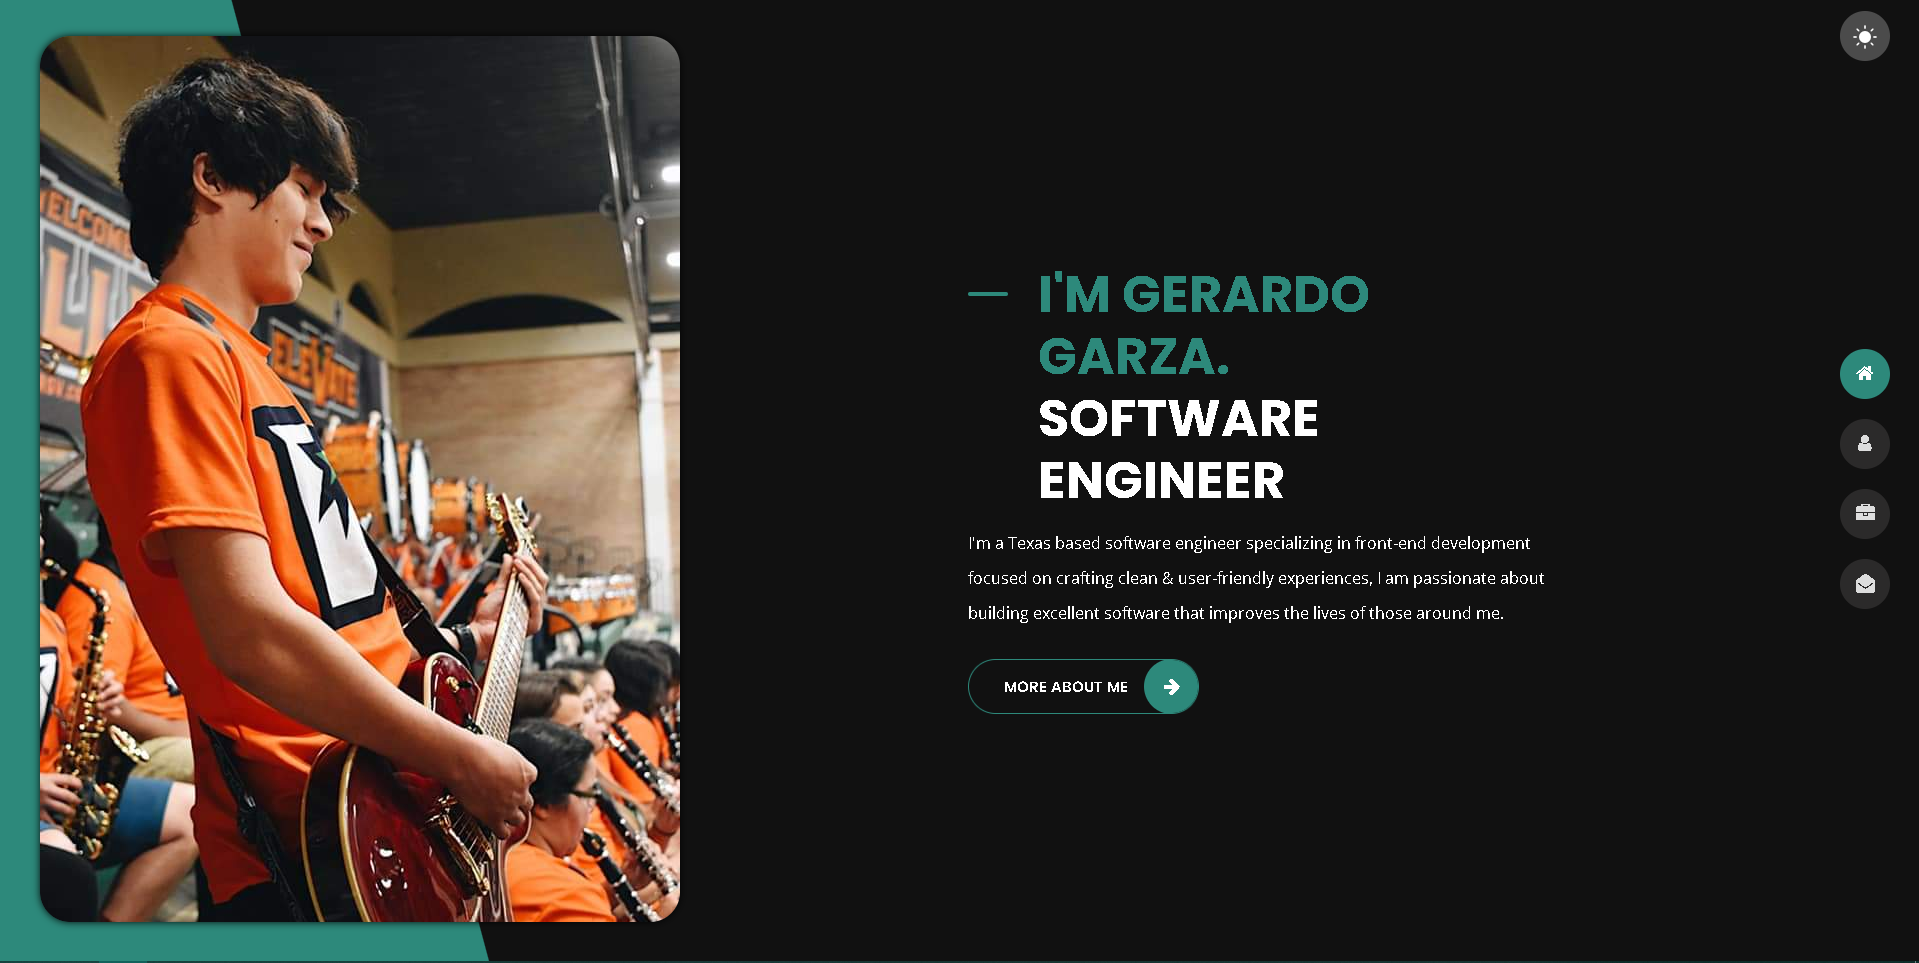 WELCOME
ELEVATE
W
I'M GERARDO
GARZA.
SOFTWARE
ENGINEER
I'm a Texas based software engineer specializing in front-end development
focused on crafting clean & user-friendly experiences, I am passionate about
building excellent software that improves the lives of those around me.
MORE ABOUT ME